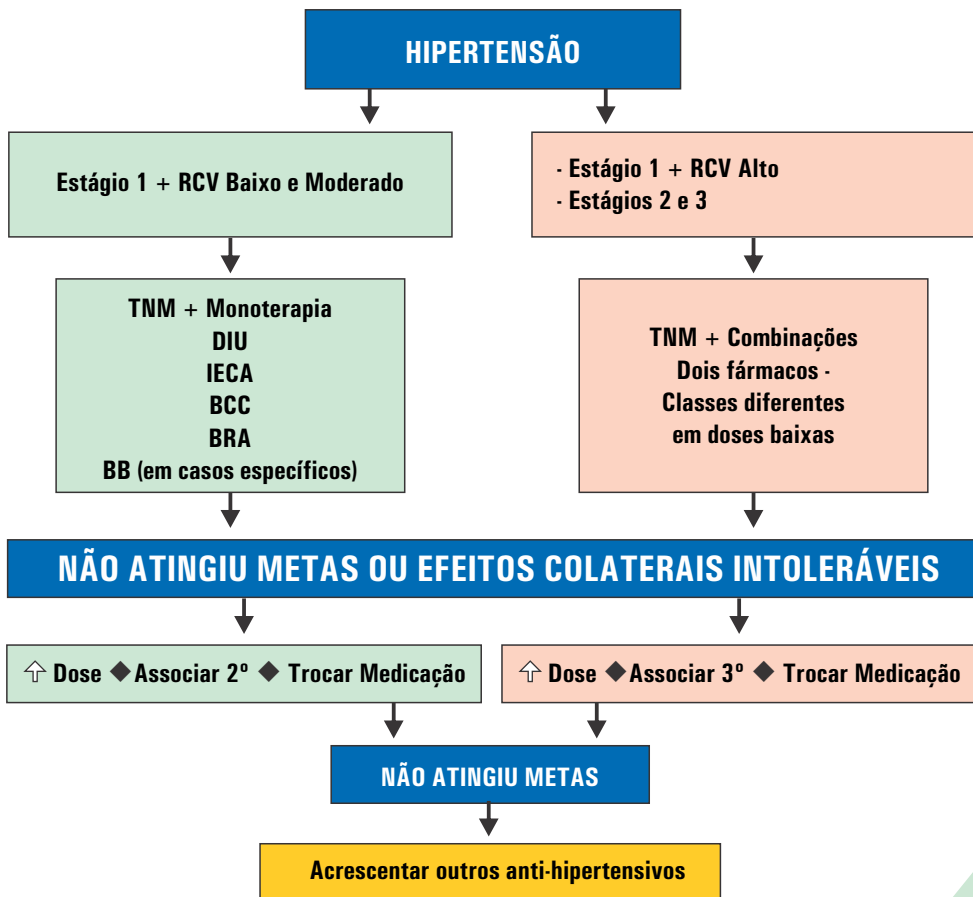 HIPERTENSÃO
Estágio 1 + RCV Baixo e Moderado
- Estágio 1 + RCV Alto
- Estágios 2 e 3
TNM + Monoterapia
DIU
IECA
BCC
BRA
BB (em casos específicos)
TNM + Combinações
Dois fármacos -
Classes diferentes
em doses baixas
NÃO ATINGIU METAS OU EFEITOS COLATERAIS INTOLERÁVEIS
⇧ Dose ◆ Associar 2º ◆ Trocar Medicação
⇧ Dose ◆ Associar 3º ◆ Trocar Medicação
NÃO ATINGIU METAS
Acrescentar outros anti-hipertensivos